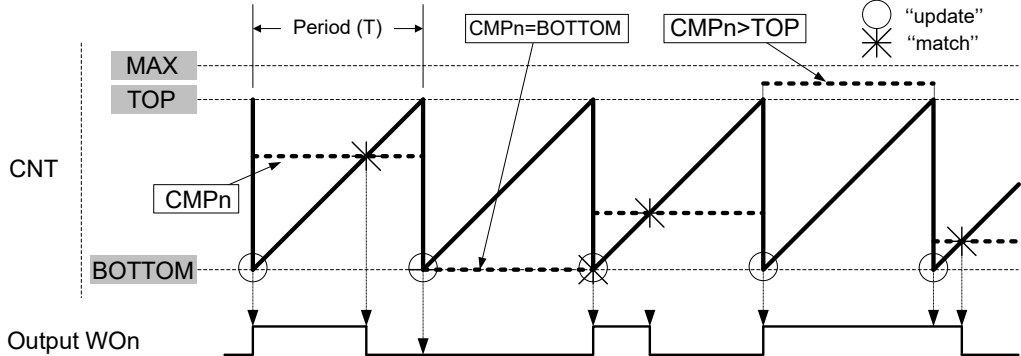 Period (T)
CMPn=BOTTOM
CMPn>TOP
“update”
“match”
MAX
TOP
CNT
CMPn
BOTTOM
Output WOn